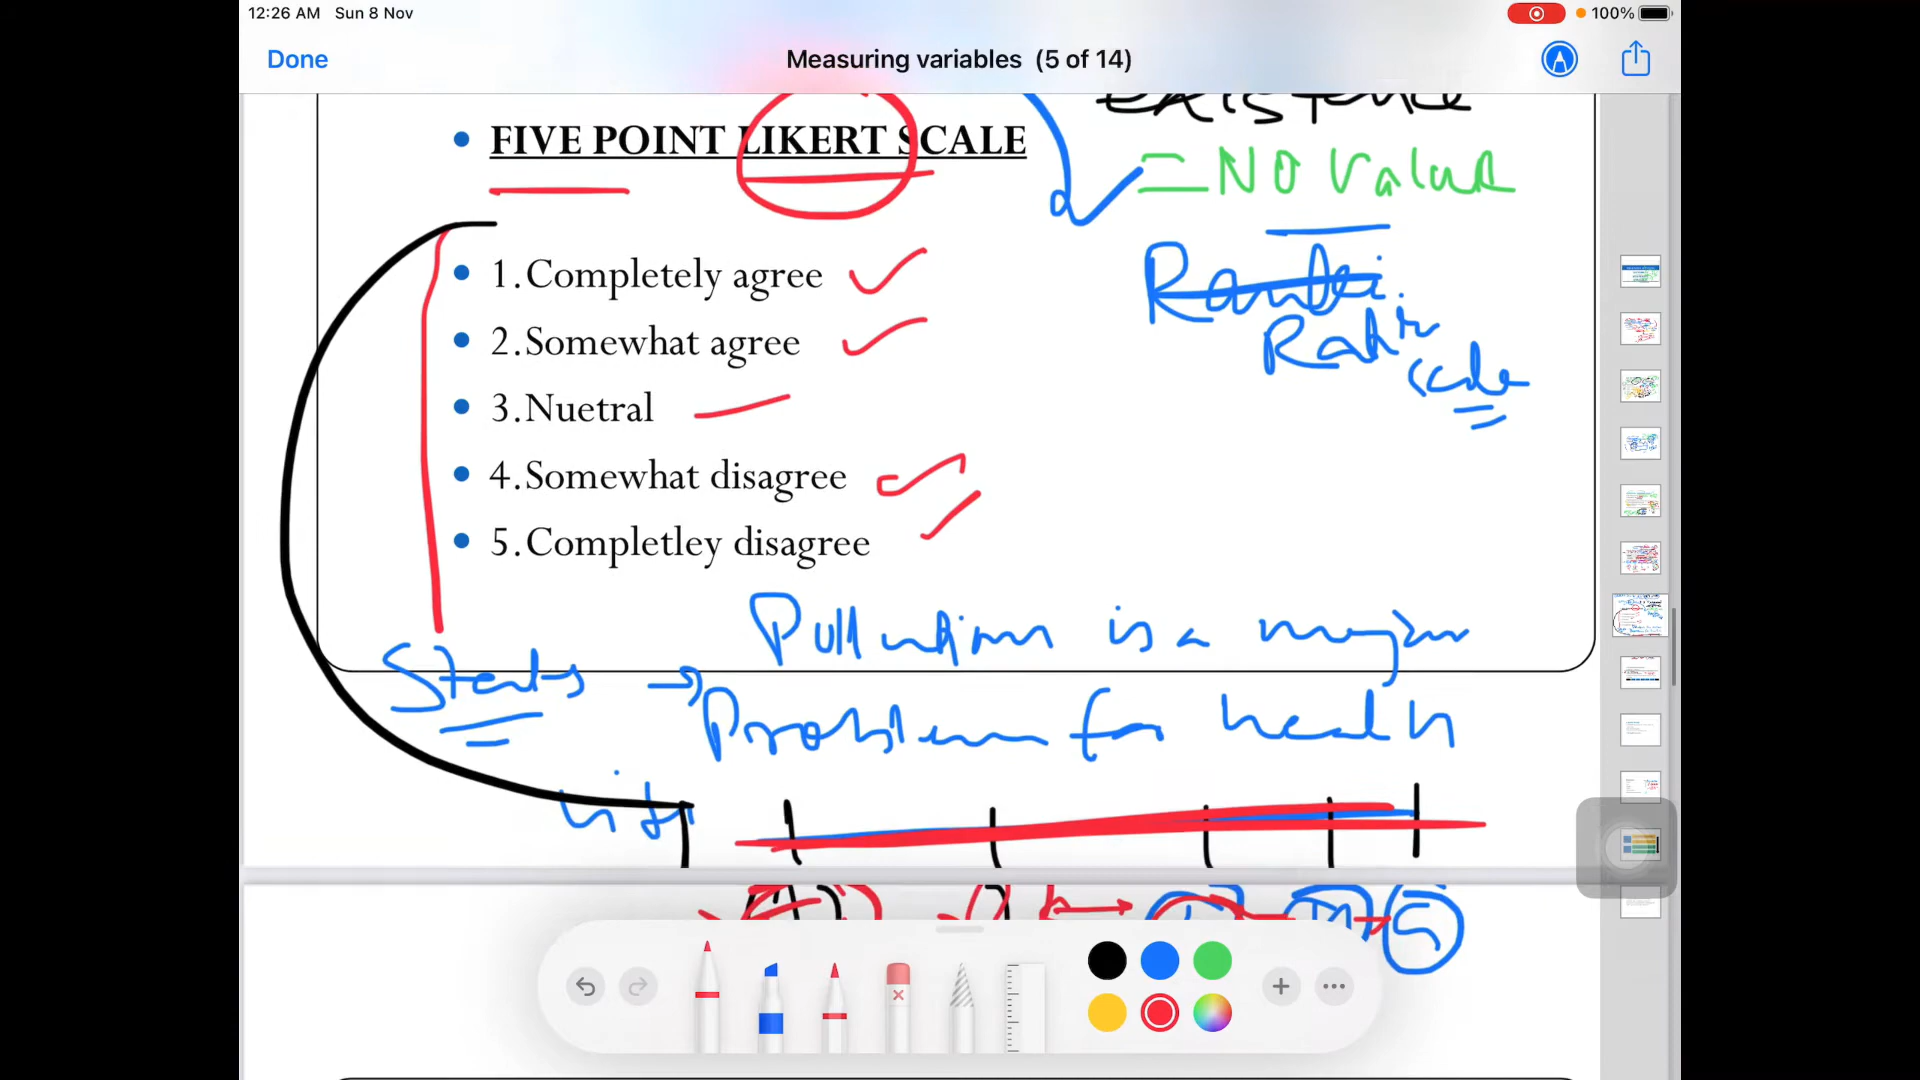 12:26 AM Sun 8 Nov
100%
Done
Measuring variables (5 of 14)
Existence
= NO Value
FIVE POINT LIKERT SCALE
1.Completely agree
2.Somewhat agree
3.Nuetral
4.Somewhat disagree
5.Completley disagree
Ratio
scale
Pollution is a major
Problem for health
5